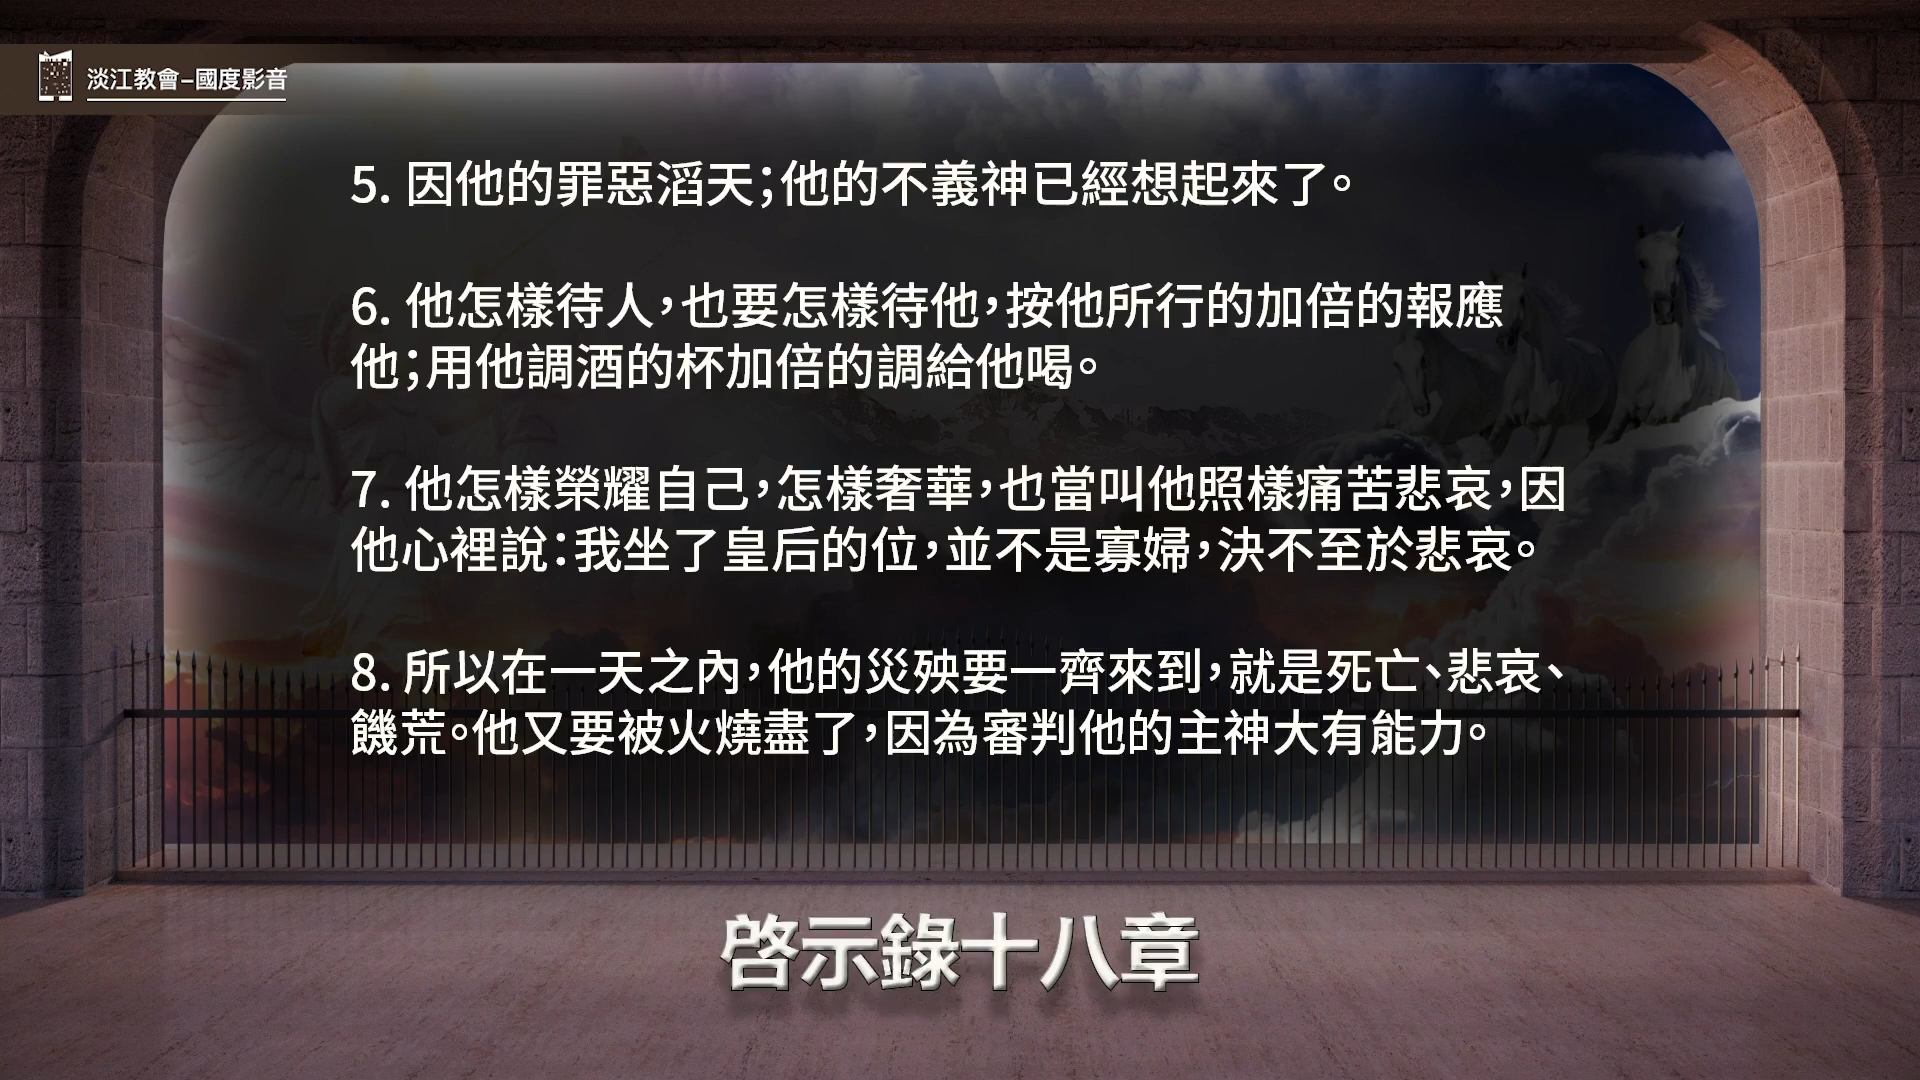 淡江教會–國度影音
5. 因他的罪惡滔天；他的不義神已經想起來了。
6. 他怎樣待人，也要怎樣待他，按他所行的加倍的報應
他；用他調酒的杯加倍的調給他喝。
7. 他怎樣榮耀自己，怎樣奢華，也當叫他照樣痛苦悲哀，因
他心裡說：我坐了皇后的位，並不是寡婦，決不至於悲哀。
8. 所以在一天之內，他的災殃要一齊來到，就是死亡、悲哀、
饑荒。他又要被火燒盡了，因為審判他的主神大有能力。
啓示錄十八章